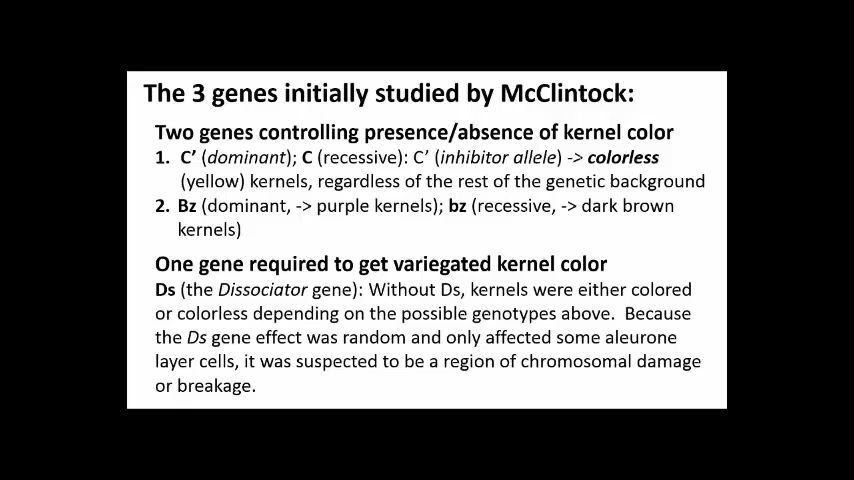 The 3 genes initially studied by McClintock:
Two genes controlling presence/absence of kernel color
1. C’ (dominant); C (recessive): C’ (inhibitor allele) -> colorless
(yellow) kernels, regardless of the rest of the genetic background
2. Bz (dominant, -> purple kernels); bz (recessive, -> dark brown
kernels)
One gene required to get variegated kernel color
Ds (the Dissociator gene): Without Ds, kernels were either colored
or colorless depending on the possible genotypes above.  Because
the Ds gene effect was random and only affected some aleurone
layer cells, it was suspected to be a region of chromosomal damage
or breakage.